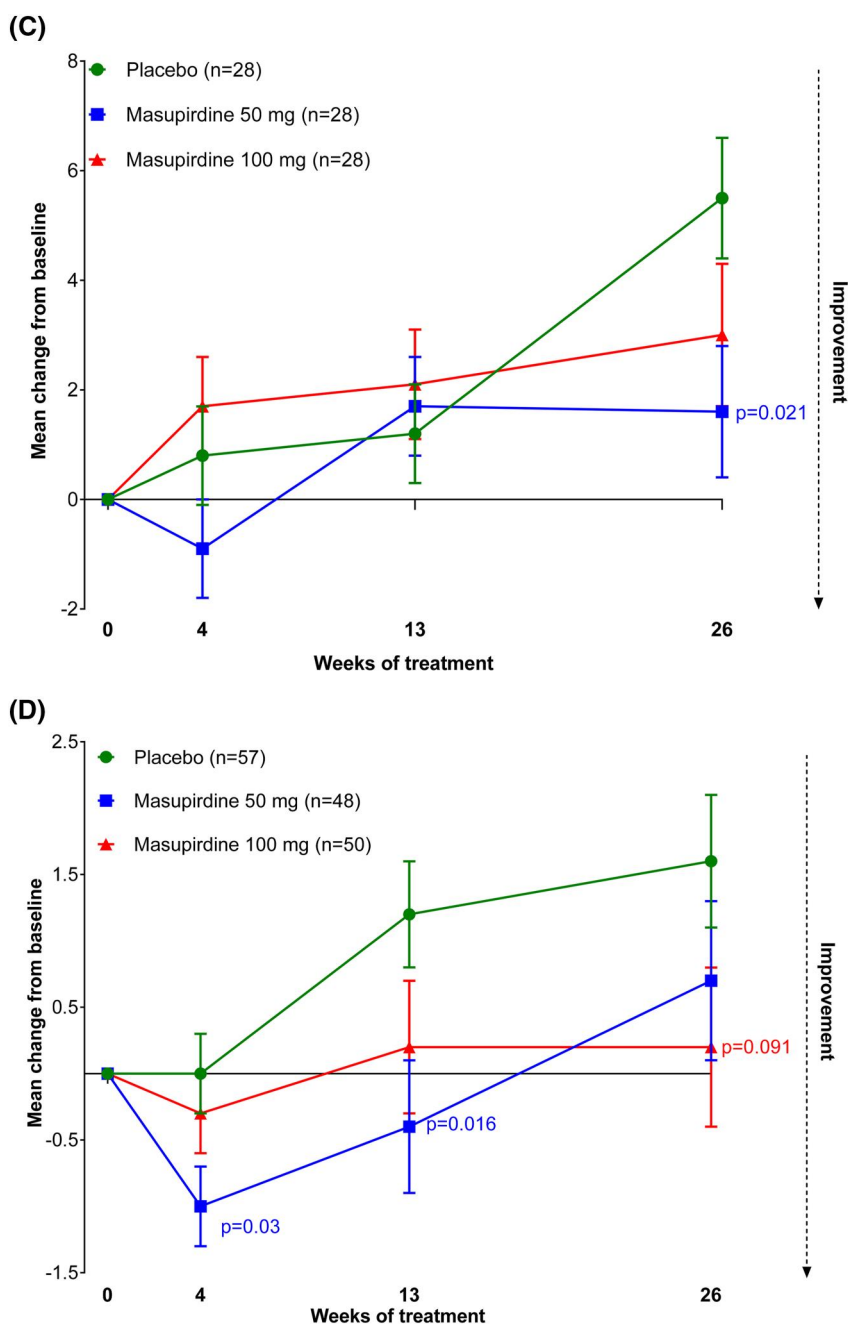 (C)
8
Placebo (n=28)
Masupirdine 50 mg (n=28)
Masupirdine 100 mg (n=28)
6
4
2
0
-2
Mean change from baseline
p=0.021
Improvement
0 4 13 26
Weeks of treatment
(D)
2.5
Placebo (n=57)
Masupirdine 50 mg (n=48)
Masupirdine 100 mg (n=50)
1.5
0.5
-0.5
-1.5
Mean change from baseline
p=0.091
p=0.016
p=0.03
Improvement
0 4 13 26
Weeks of treatment